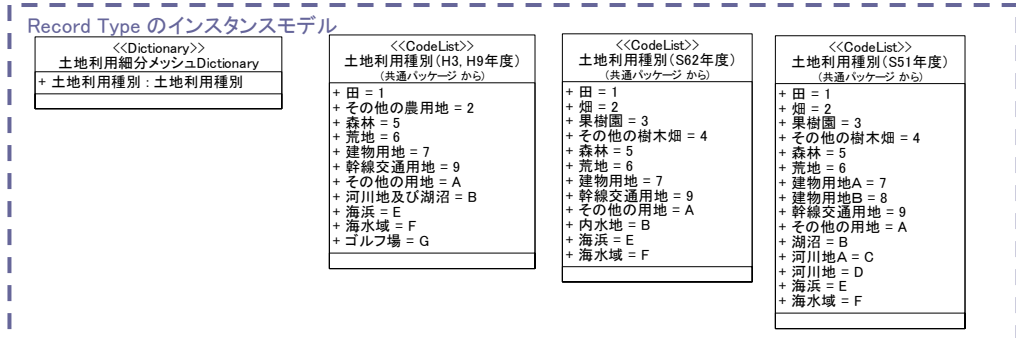 Record Type のインスタンスモデル
<<Dictionary>>
土地利用細分メッシュDictionary
+ 土地利用種別 : 土地利用種別
<<CodeList>>
土地利用種別(H3, H9年度)
(共通パッケージ から)
+ 田 = 1
+ その他の農用地 = 2
+ 森林 = 5
+ 荒地 = 6
+ 建物用地 = 7
+ 幹線交通用地 = 9
+ その他の用地 = A
+ 河川地及び湖沼 = B
+ 海浜 = E
+ 海水域 = F
+ ゴルフ場 = G
<<CodeList>>
土地利用種別(S62年度)
(共通パッケージ から)
+ 田 = 1
+ 畑 = 2
+ 果樹園 = 3
+ その他の樹木畑 = 4
+ 森林 = 5
+ 荒地 = 6
+ 建物用地 = 7
+ 幹線交通用地 = 9
+ その他の用地 = A
+ 内水地 = B
+ 海浜 = E
+ 海水域 = F
<<CodeList>>
土地利用種別(S51年度)
(共通パッケージ から)
+ 田 = 1
+ 畑 = 2
+ 果樹園 = 3
+ その他の樹木畑 = 4
+ 森林 = 5
+ 荒地 = 6
+ 建物用地A = 7
+ 建物用地B = 8
+ 幹線交通用地 = 9
+ その他の用地 = A
+ 湖沼 = B
+ 河川地A = C
+ 河川地 = D
+ 海浜 = E
+ 海水域 = F